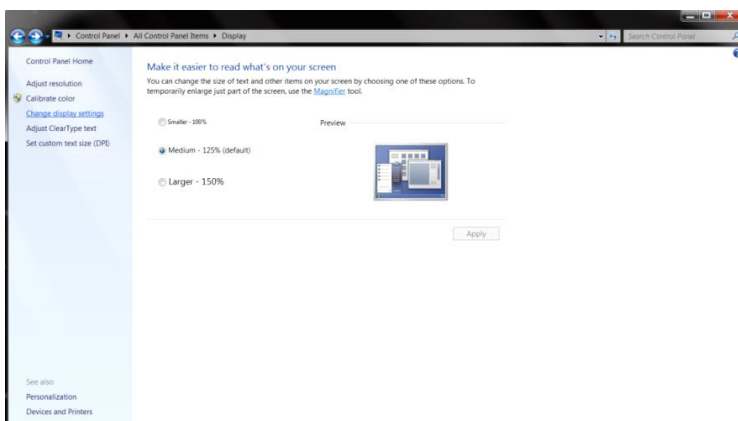 Control Panel ▸ All Control Panel Items ▸ Display
Search Control Panel
Control Panel Home
Adjust resolution
Calibrate color
Change display settings
Adjust ClearType text
Set custom text size (DPI)
Make it easier to read what's on your screen
You can change the size of text and other items on your screen by choosing one of these options. To
temporarily enlarge just part of the screen, use the Magnifier tool.
Smaller - 100%
Preview
Medium - 125% (default)
Larger - 150%
Apply
See also
Personalization
Devices and Printers